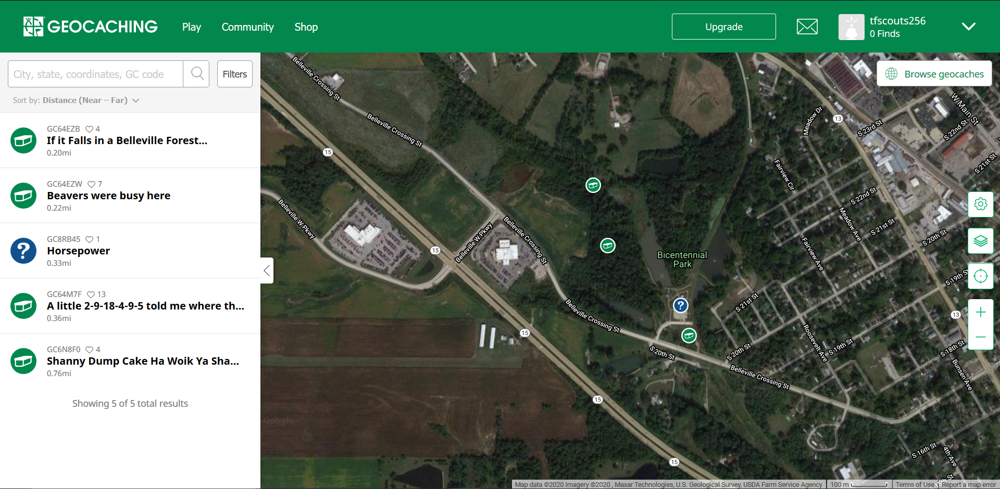 GEOCACHING
Play
Community
Shop
Upgrade
tfscouts256
0 Finds
City, state, coordinates, GC code
Filters
Sort by: Distance (Near – Far)
GC64EZB 4
If it Falls in a Belleville Forest...
0.20mi
GC64EZW 7
Beavers were busy here
0.22mi
GC8RB45 1
Horsepower
0.33mi
GC64M7F 13
A little 2-9-18-4-9-5 told me where th...
0.36mi
GC6N8F0 4
Shanny Dump Cake Ha Woik Ya Sha...
0.76mi
Showing 5 of 5 total results
Browse geocaches
Belleville Crossing St
Belleville Crossing St
15
Belleville W Pkwy
15
Belleville W Pkwy
Belleville Crossing St
Bicentennial
Park
Belleville Crossing St
15
S 20th St
Belleville Crossing St
15
15
Meadow Dr
13
S 23rd St
W Main St
S 22nd St
S 21st St
Fairview Cir
S 22nd St
Meadow Ave
S 21st St
S 20th St
Fairview Ave
S 19th St
S 21st St
13
Roosevelt Ave
S 19th St
S 20th St
S 18th St
Bunsen Ave
S 16th St
4th Ave
Google
Map data ©2020 Imagery ©2020 , Maxar Technologies, U.S. Geological Survey, USDA Farm Service Agency
100 m
Terms of Use
Report a map error